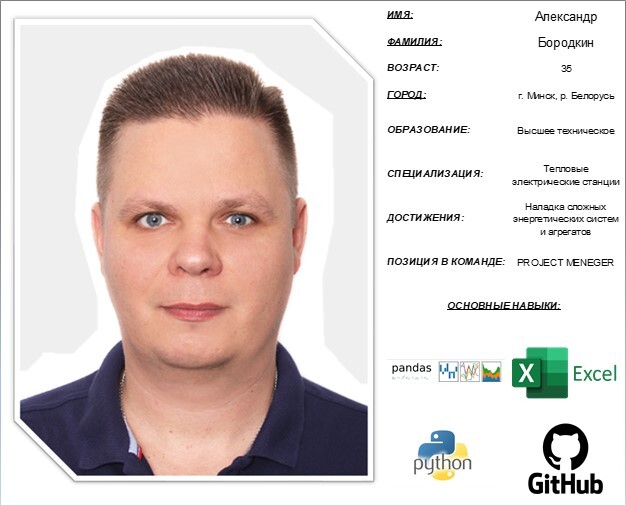 ИМЯ: Александр
ФАМИЛИЯ: Бородкин
ВОЗРАСТ: 35
ГОРОД: г. Минск, р. Белорусь
ОБРАЗОВАНИЕ: Высшее техническое
СПЕЦИАЛИЗАЦИЯ: Тепловые
электрические станции
ДОСТИЖЕНИЯ: Наладка сложных
энергетических систем
и агрегатов
ПОЗИЦИЯ В КОМАНДЕ: PROJECT MENEGER
ОСНОВНЫЕ НАВЫКИ:
pandas
X Excel
python
GitHub